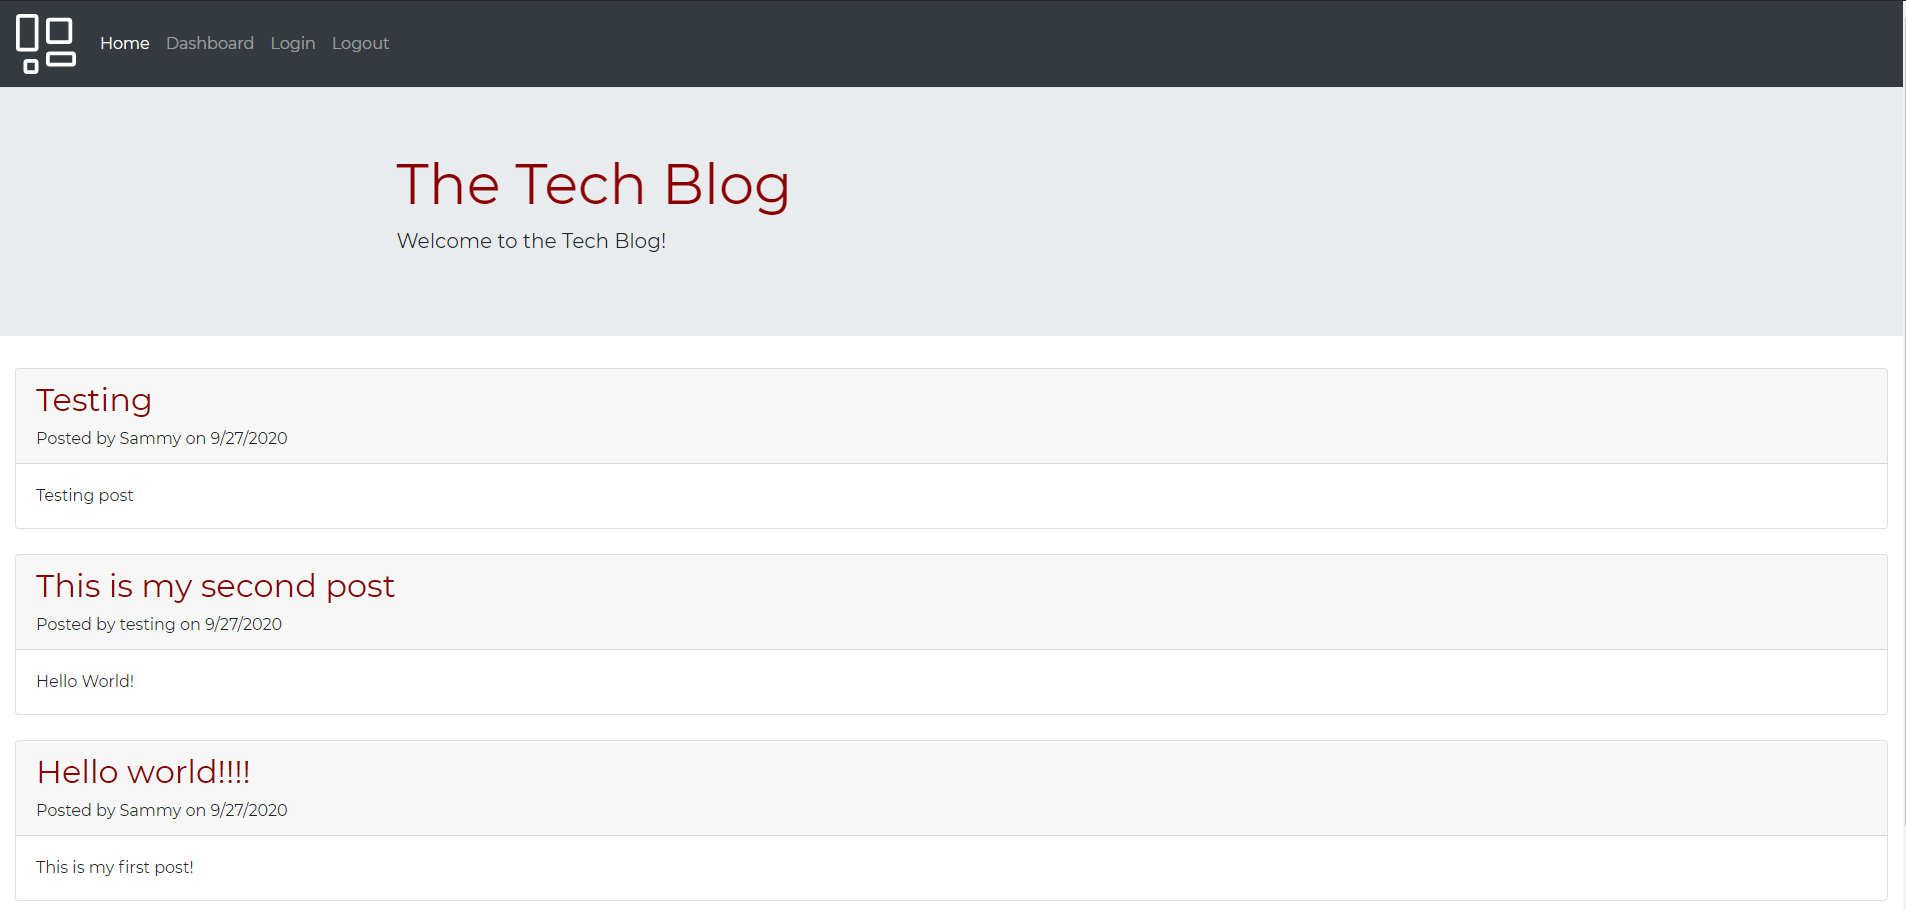 Home Dashboard Login Logout
The Tech Blog
Welcome to the Tech Blog!
Testing
Posted by Sammy on 9/27/2020
Testing post
This is my second post
Posted by testing on 9/27/2020
Hello World!
Hello world!!!!
Posted by Sammy on 9/27/2020
This is my first post!